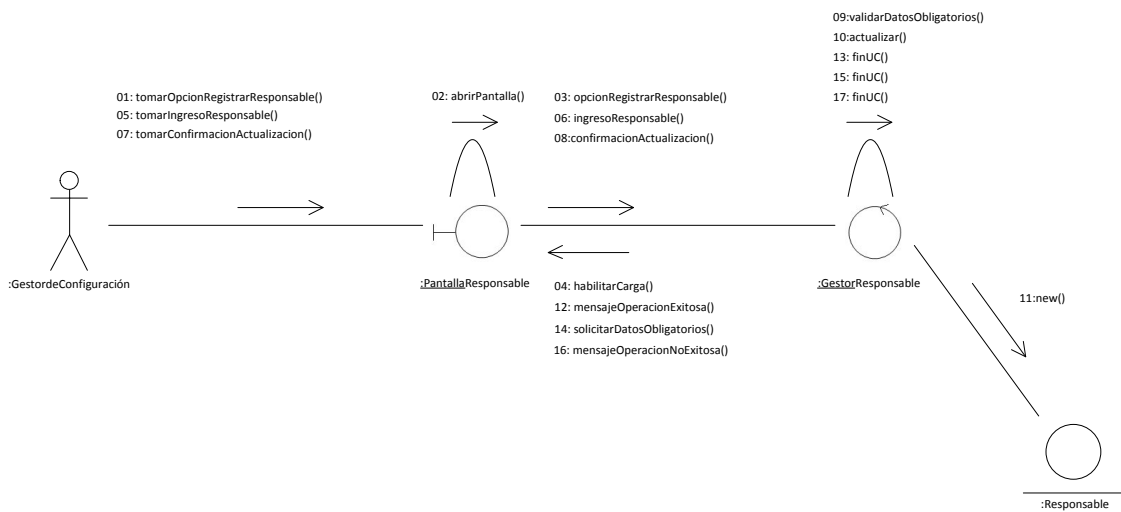 09:validarDatosObligatorios()
10:actualizar()
13: finUC()
15: finUC()
17: finUC()
01: tomarOpcionRegistrarResponsable()
05: tomarIngresoResponsable()
07: tomarConfirmacionActualizacion()
02: abrirPantalla()
03: opcionRegistrarResponsable()
06: ingresoResponsable()
08:confirmacionActualizacion()
:GestordeConfiguración
:PantallaResponsable
:GestorResponsable
04: habilitarCarga()
12: mensajeOperacionExitosa()
14: solicitarDatosObligatorios()
16: mensajeOperacionNoExitosa()
11:new()
:Responsable